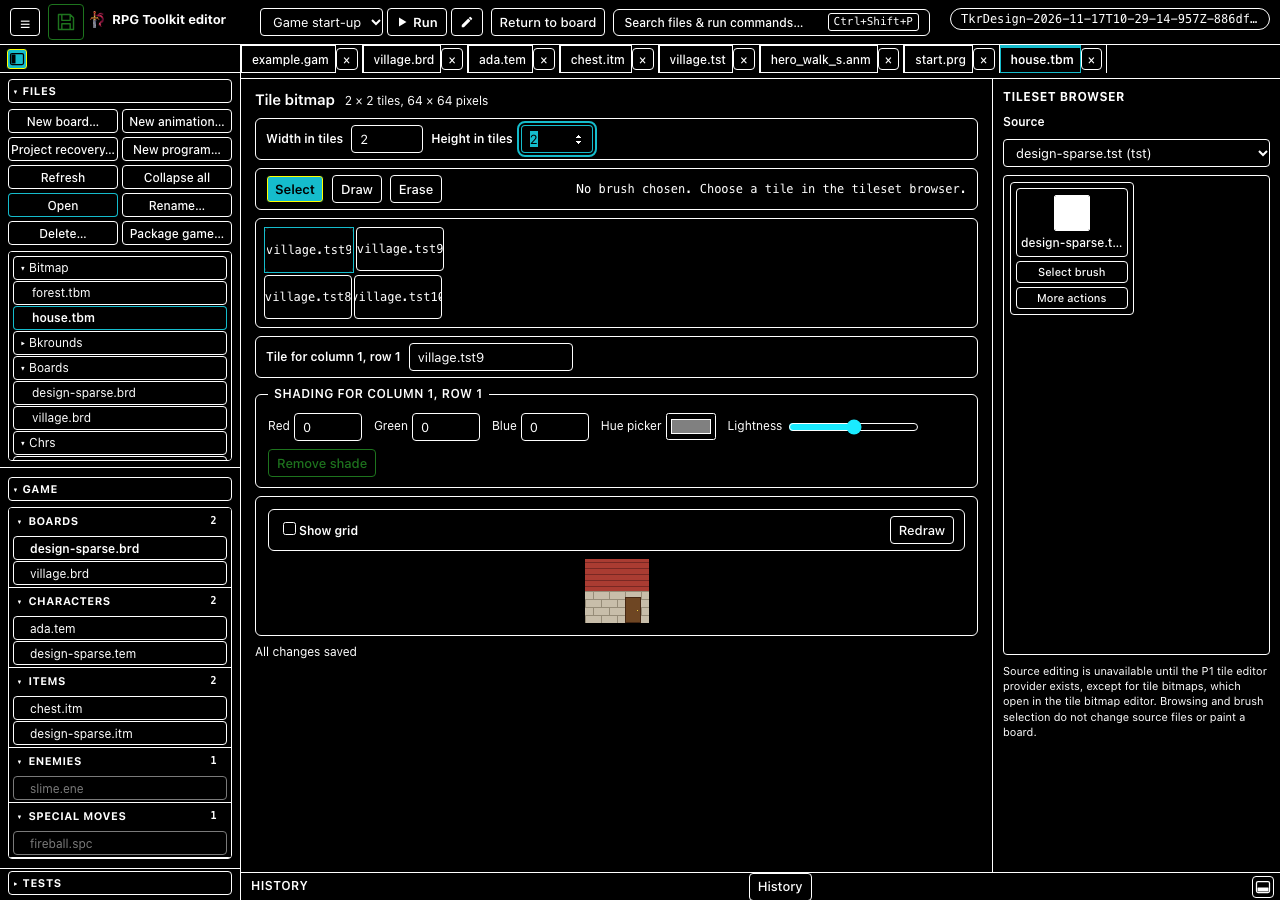 RPG Toolkit editor
Game start-up
Run
Return to board
Search files & run commands...
Ctrl+Shift+P
TkrDesign-2026-11-17T10-29-14-957Z-886df…
example.gam ×
village.brd ×
ada.tem ×
chest.itm ×
village.tst ×
hero_walk_s.anm ×
start.prg ×
house.tbm ×
FILES
New board...
New animation...
Project recovery...
New program...
Refresh
Collapse all
Open
Rename...
Delete...
Package game...
Bitmap
forest.tbm
house.tbm
Bkrounds
Boards
design-sparse.brd
village.brd
Chrs
GAME
BOARDS 2
design-sparse.brd
village.brd
CHARACTERS 2
ada.tem
design-sparse.tem
ITEMS 2
chest.itm
design-sparse.itm
ENEMIES 1
slime.ene
SPECIAL MOVES 1
fireball.spc
TESTS
Tile bitmap 2 × 2 tiles, 64 × 64 pixels
Width in tiles 2 Height in tiles 2
Select Draw Erase No brush chosen. Choose a tile in the tileset browser.
village.tst9 village.tst9
village.tst8 village.tst10
Tile for column 1, row 1 village.tst9
SHADING FOR COLUMN 1, ROW 1
Red 0 Green 0 Blue 0 Hue picker Lightness
Remove shade
Show grid Redraw
All changes saved
HISTORY
History
TILESET BROWSER
Source
design-sparse.tst (tst)
design-sparse.t...
Select brush
More actions
Source editing is unavailable until the P1 tile editor
provider exists, except for tile bitmaps, which
open in the tile bitmap editor. Browsing and brush
selection do not change source files or paint a
board.